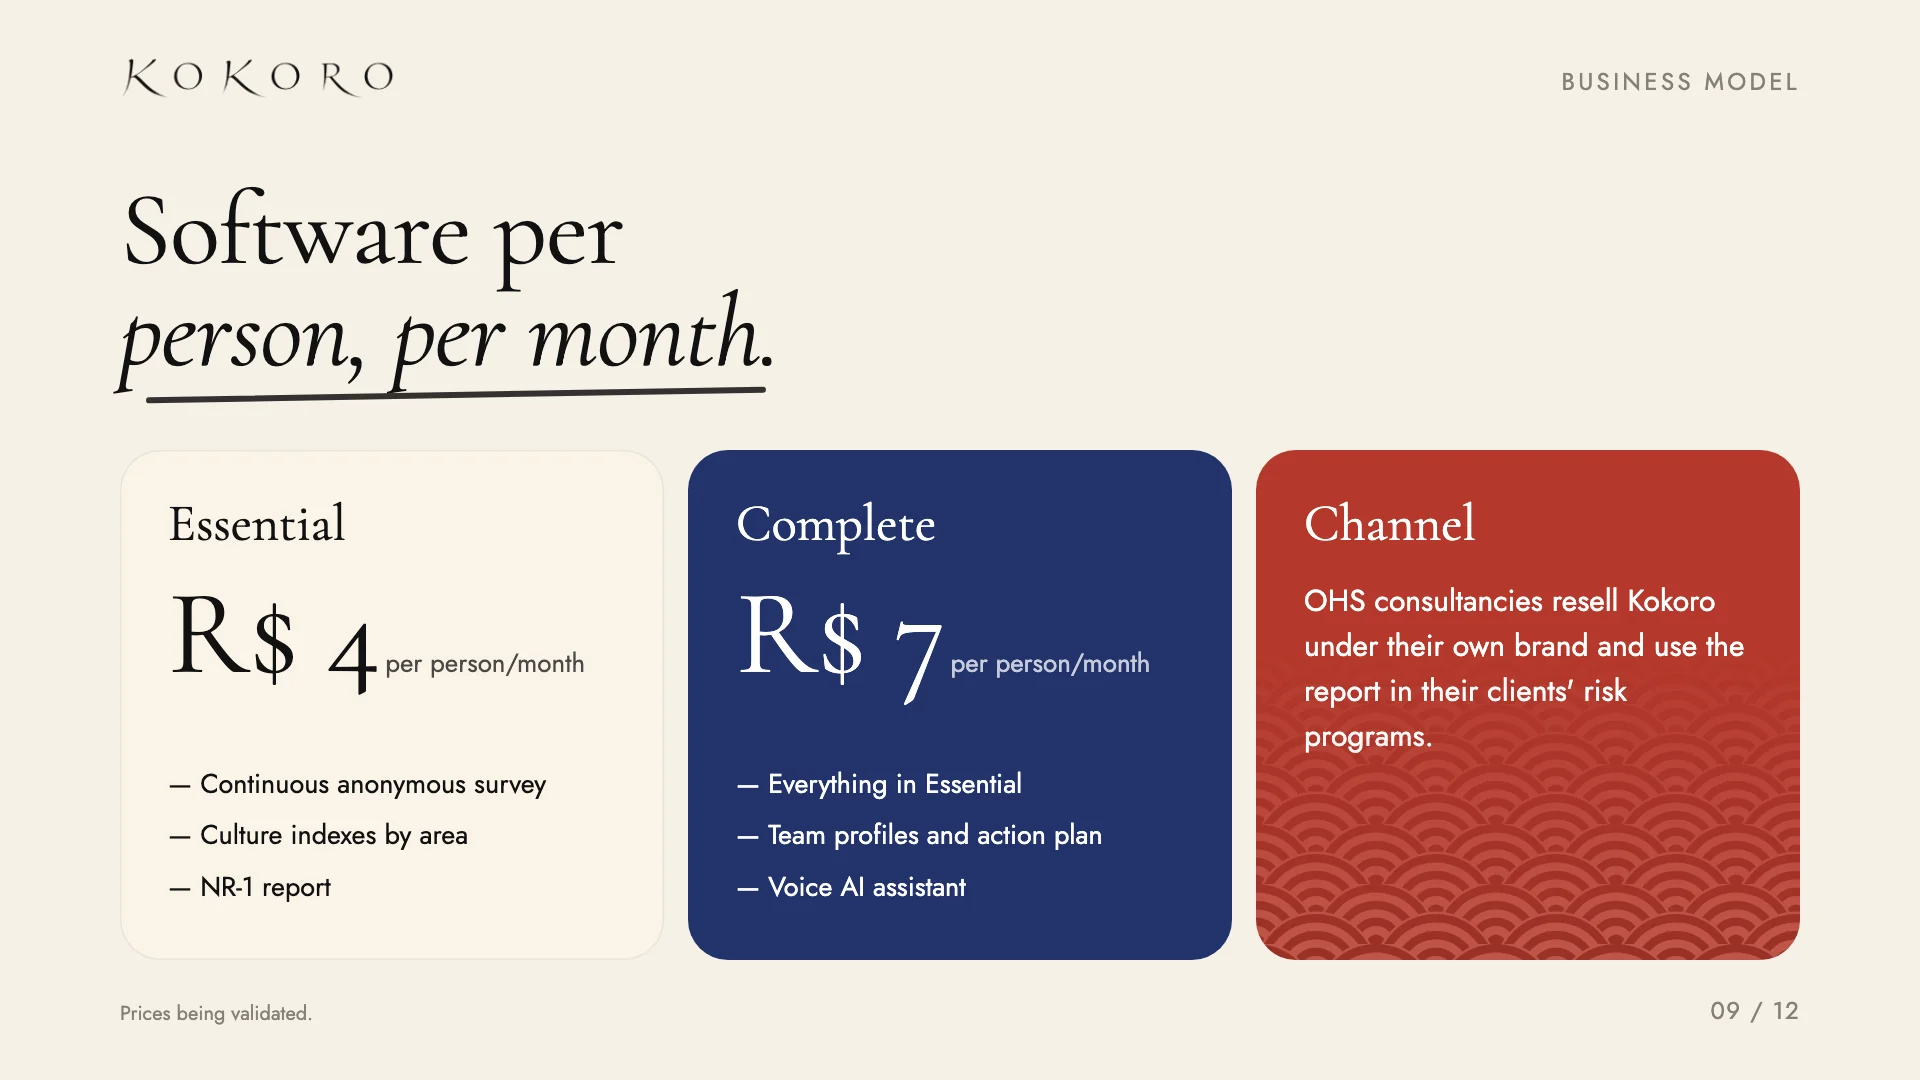 KOKORO
BUSINESS MODEL
Software per
person, per month.
Essential
R$ 4 per person/month
— Continuous anonymous survey
— Culture indexes by area
— NR-1 report
Complete
R$ 7 per person/month
— Everything in Essential
— Team profiles and action plan
— Voice AI assistant
Channel
OHS consultancies resell Kokoro
under their own brand and use the
report in their clients' risk
programs.
Prices being validated.
09 / 12